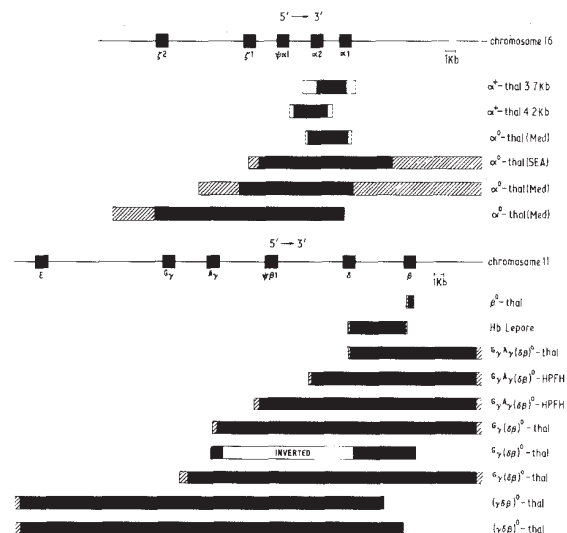 5' → 3'
chromosome 16
ζ2 ζ1 ψα1 α2 α1
1Kb
α⁺-thal 3.7Kb
α⁺-thal 4.2Kb
α⁰-thal (Med)
α⁰-thal (SEA)
α⁰-thal (Med)
α⁰-thal (Med)
5' → 3'
chromosome 11
ε Gγ Aγ ψβ1 δ β
1Kb
β⁰-thal
Hb Lepore
ᴳγᴬγ(δβ)⁰-thal
ᴳγᴬγ(δβ)⁰-HPFH
ᴳγᴬγ(δβ)⁰-HPFH
ᴳγ(δβ)⁰-thal
INVERTED ᴳγ(δβ)⁰-thal
ᴳγ(δβ)⁰-thal
(γδβ)⁰-thal
(γδβ)⁰-thal